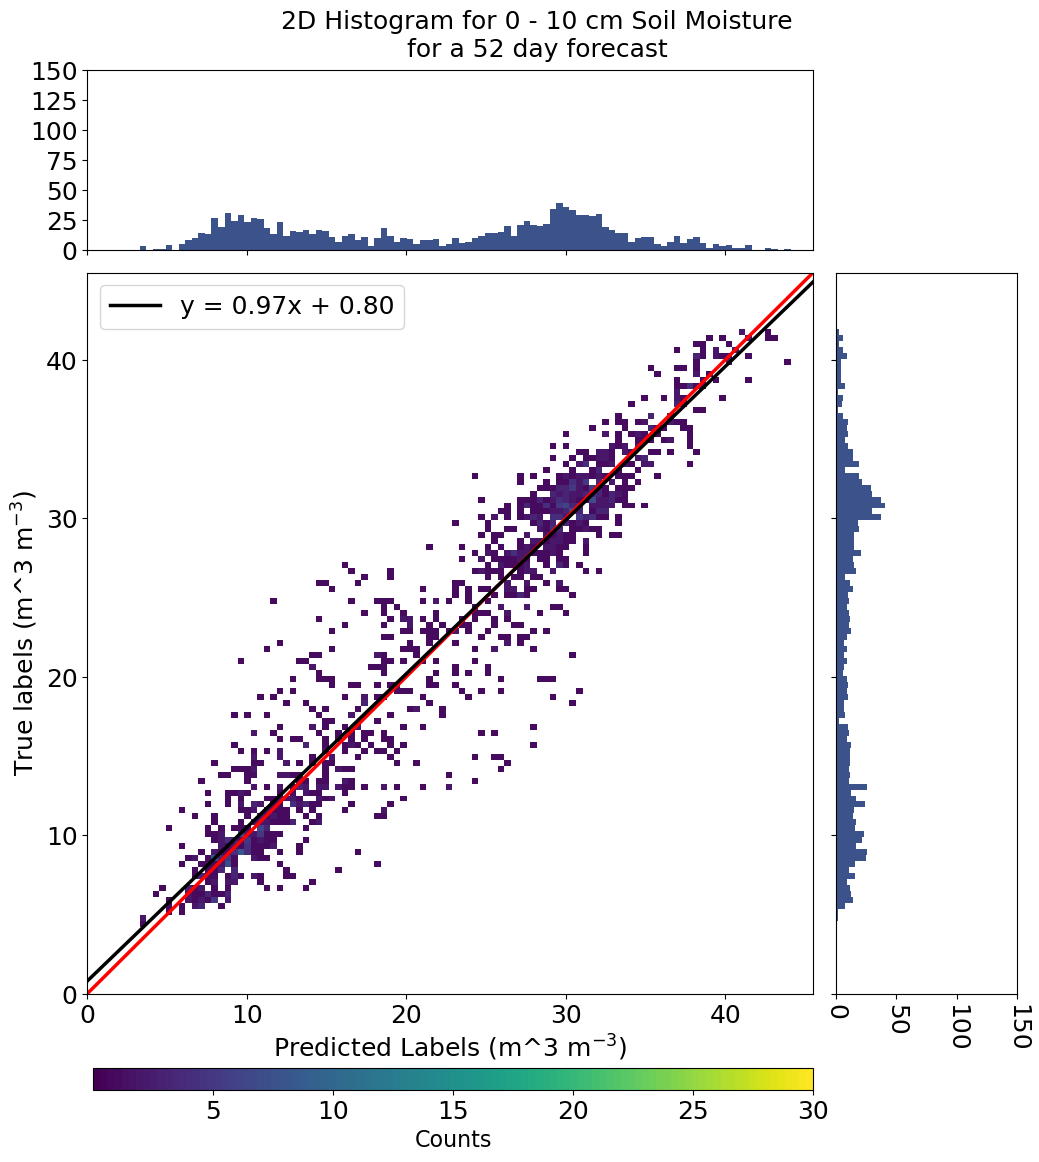 2D Histogram for 0 - 10 cm Soil Moisture
for a 52 day forecast
150
125
100
75
50
25
0
y = 0.97x + 0.80
40
30
20
10
0
True labels (m^3 m⁻³)
0 10 20 30 40
Predicted Labels (m^3 m⁻³)
0 50 100 150
5 10 15 20 25 30
Counts